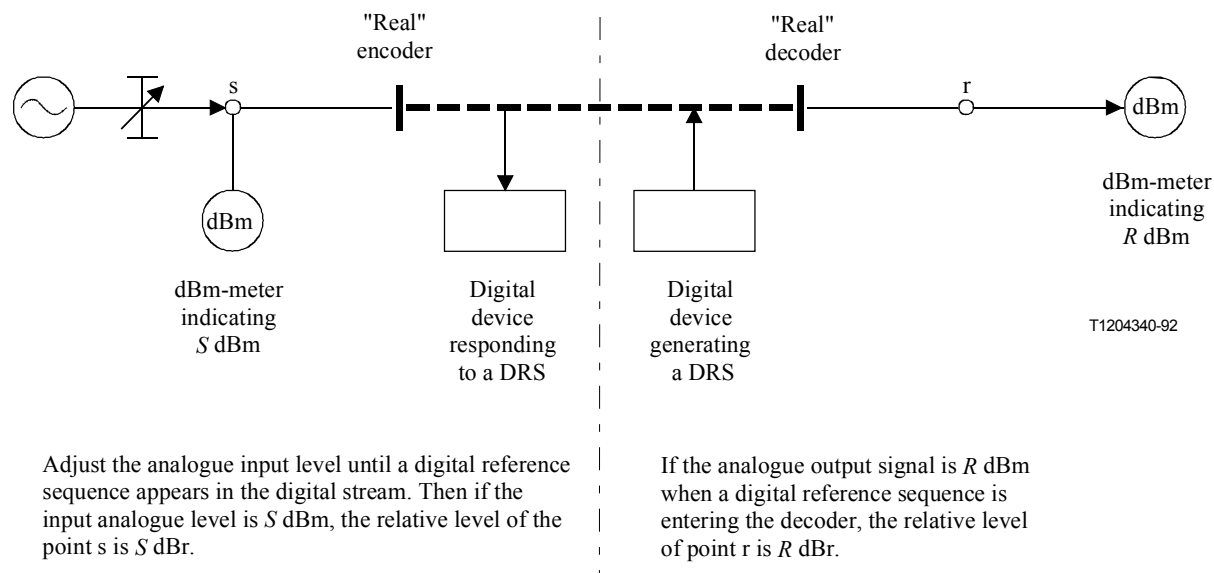 "Real"
encoder
"Real"
decoder
s
r
dBm
dBm
dBm-meter
indicating
S dBm
Digital
device
responding
to a DRS
Digital
device
generating
a DRS
dBm-meter
indicating
R dBm
T1204340-92
Adjust the analogue input level until a digital reference
sequence appears in the digital stream. Then if the
input analogue level is S dBm, the relative level of the
point s is S dBr.
If the analogue output signal is R dBm
when a digital reference sequence is
entering the decoder, the relative level
of point r is R dBr.